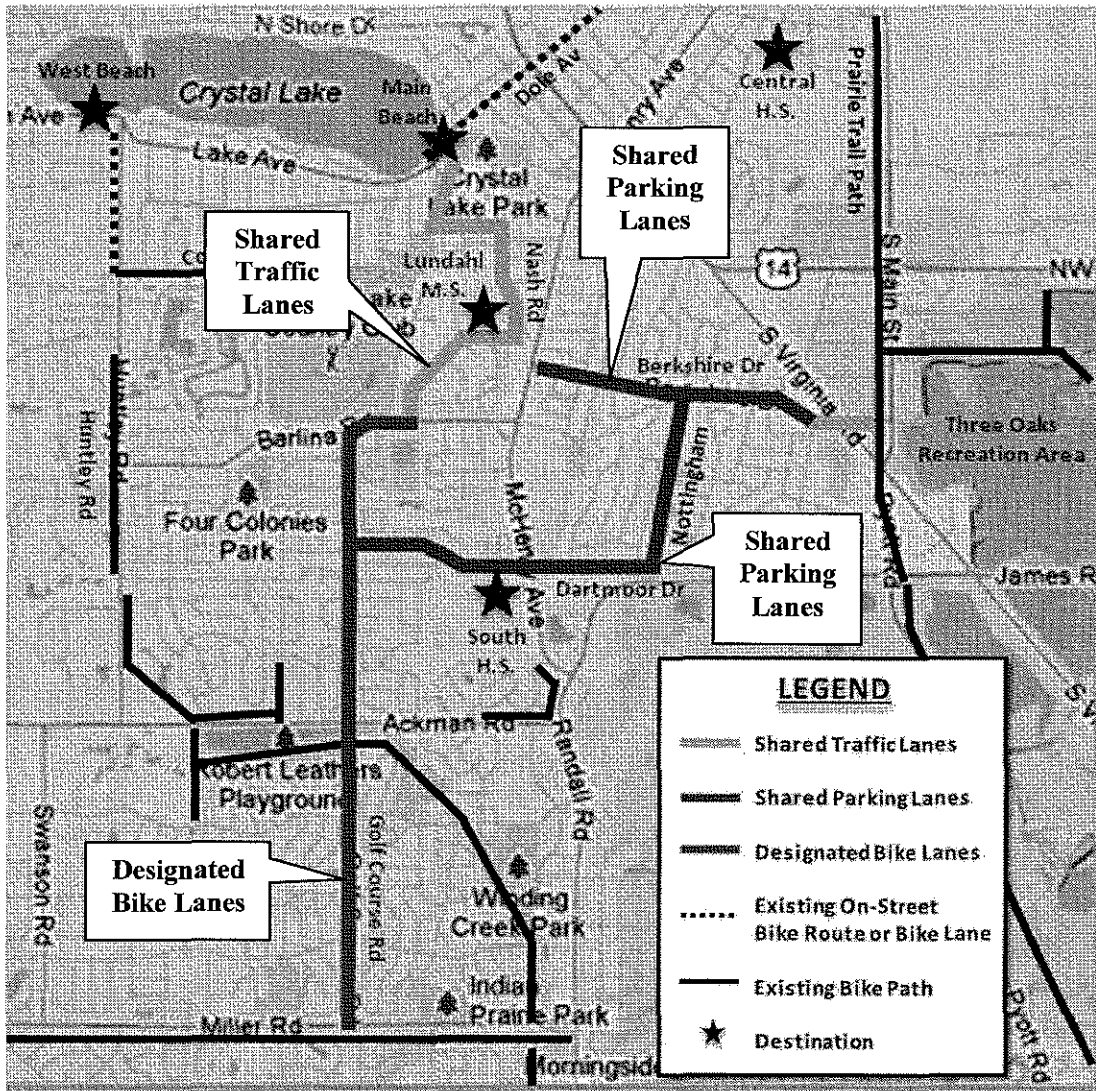 N Shore
West Beach
Crystal Lake
Main
Beach
Dole Av
Central
H.S.
Prairie Trail Path
Ave
Lake Ave
Crystal
Lake Park
Shared
Parking
Lanes
Shared
Traffic
Lanes
Lundahl
M.S.
Nash Rd
14
NW
S Main St
S Virginia
Berkshire Dr
Three Oaks
Recreation Area
Huntley Rd
Four Colonies
Park
Nottingham
Pyott Rd
Shared
Parking
Lanes
James R
Dartmoor Dr
South
H.S.
Ackman Rd
Randall Rd
Robert Leathers
Playground
Swanson Rd
Golf Course Rd
Designated
Bike Lanes
Winding
Creek Park
Indian
Prairie Park
Miller Rd
Morningside
Pyott Rd
LEGEND
Shared Traffic Lanes
Shared Parking Lanes
Designated Bike Lanes
Existing On-Street
Bike Route or Bike Lane
Existing Bike Path
Destination